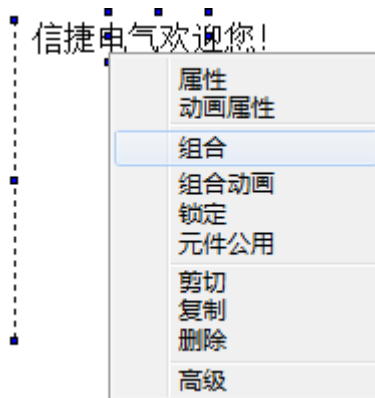 信捷电气欢迎您!
属性
动画属性
组合
组合动画
锁定
元件公用
剪切
复制
删除
高级